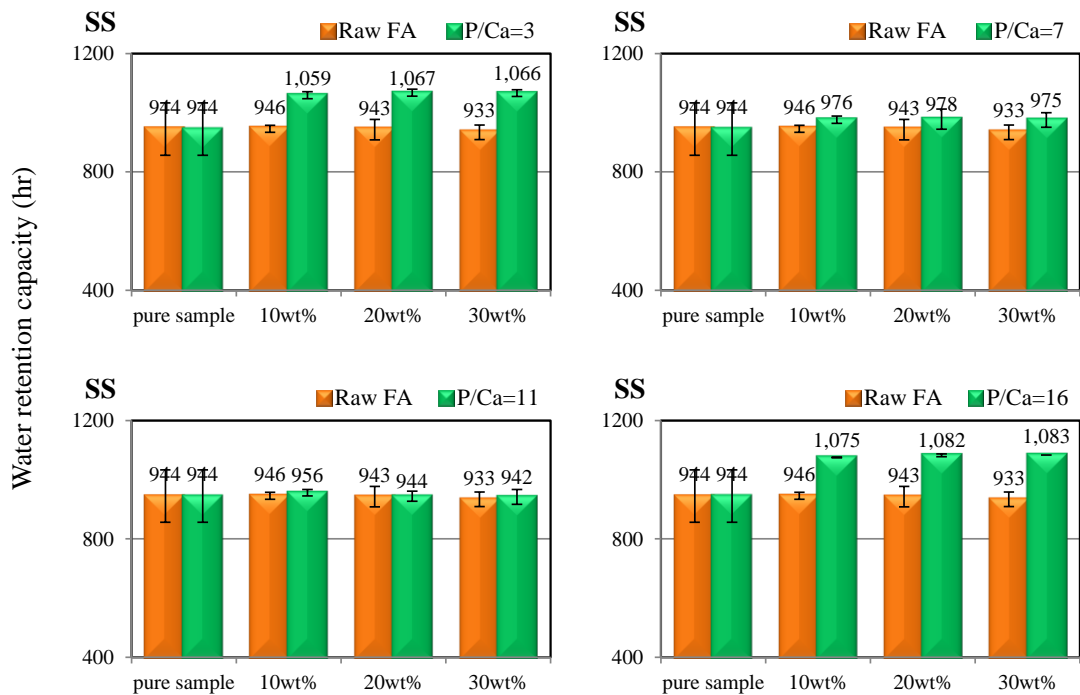 Water retention capacity (hr)
SS
Raw FA P/Ca=3
1200
800
400
944 944 946 1,059 943 1,067 933 1,066
pure sample 10wt% 20wt% 30wt%
SS
Raw FA P/Ca=7
1200
800
400
944 944 946 976 943 978 933 975
pure sample 10wt% 20wt% 30wt%
SS
Raw FA P/Ca=11
1200
800
400
944 944 946 956 943 944 933 942
pure sample 10wt% 20wt% 30wt%
SS
Raw FA P/Ca=16
1200
800
400
944 944 946 1,075 943 1,082 933 1,083
pure sample 10wt% 20wt% 30wt%